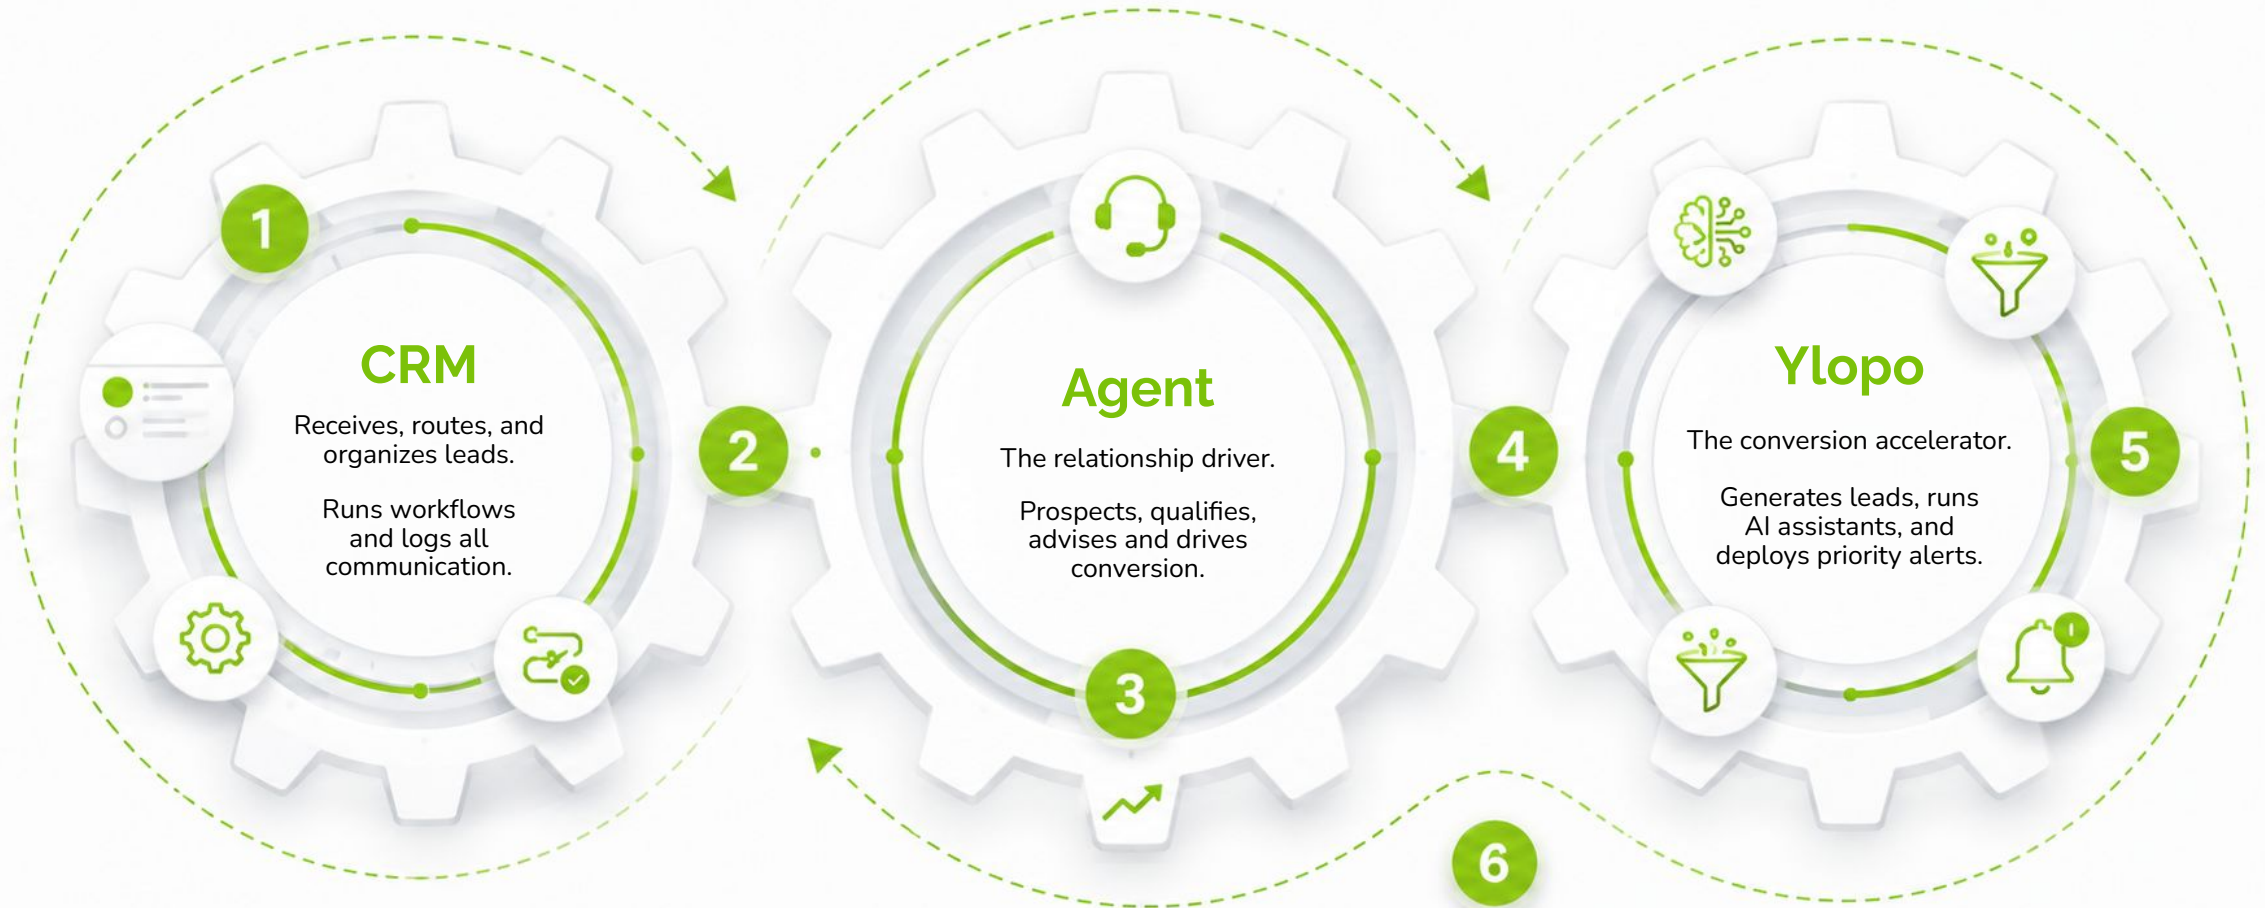 1
CRM
Receives, routes, and
organizes leads.
Runs workflows
and logs all
communication.
2
Agent
The relationship driver.
Prospects, qualifies,
advises and drives
conversion.
3
4
Ylopo
The conversion accelerator.
Generates leads, runs
AI assistants, and
deploys priority alerts.
5
6